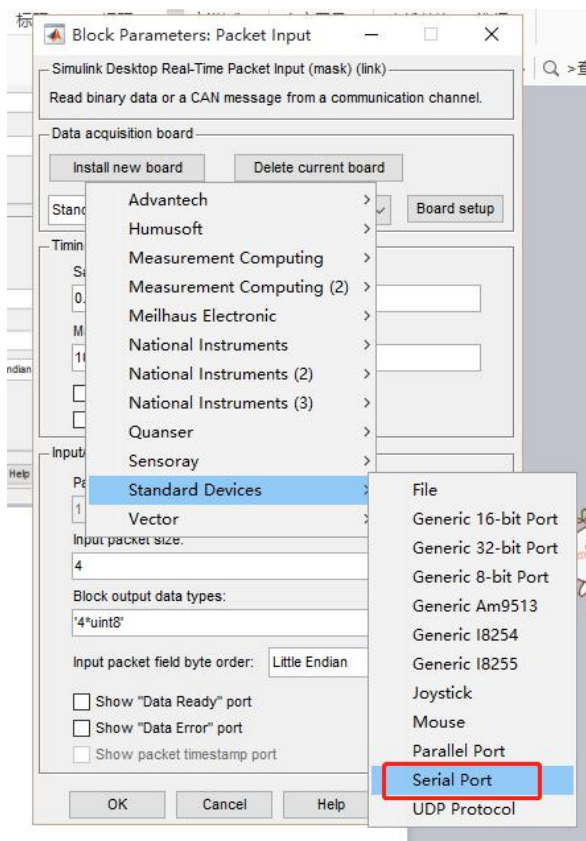 Block Parameters: Packet Input
Simulink Desktop Real-Time Packet Input (mask) (link)
Read binary data or a CAN message from a communication channel.
Data acquisition board
Install new board
Delete current board
Board setup
Advantech
Humusoft
Measurement Computing
Measurement Computing (2)
Meilhaus Electronic
National Instruments
National Instruments (2)
National Instruments (3)
Quanser
Sensoray
Standard Devices
Vector
File
Generic 16-bit Port
Generic 32-bit Port
Generic 8-bit Port
Generic Am9513
Generic I8254
Generic I8255
Joystick
Mouse
Parallel Port
Serial Port
UDP Protocol
Input packet size:
4
Block output data types:
'4*uint8'
Input packet field byte order:
Little Endian
Show "Data Ready" port
Show "Data Error" port
Show packet timestamp port
OK
Cancel
Help
Help